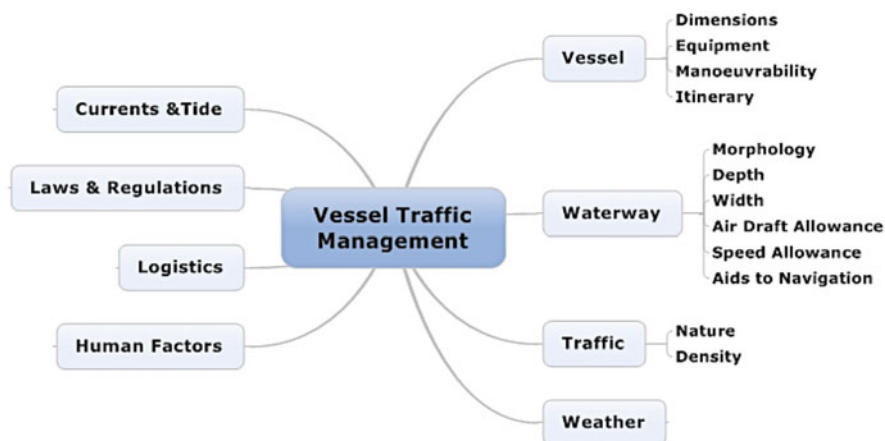 Vessel Traffic
Management
Currents &Tide
Laws & Regulations
Logistics
Human Factors
Vessel
Dimensions
Equipment
Manoeuvrability
Itinerary
Waterway
Morphology
Depth
Width
Air Draft Allowance
Speed Allowance
Aids to Navigation
Traffic
Nature
Density
Weather